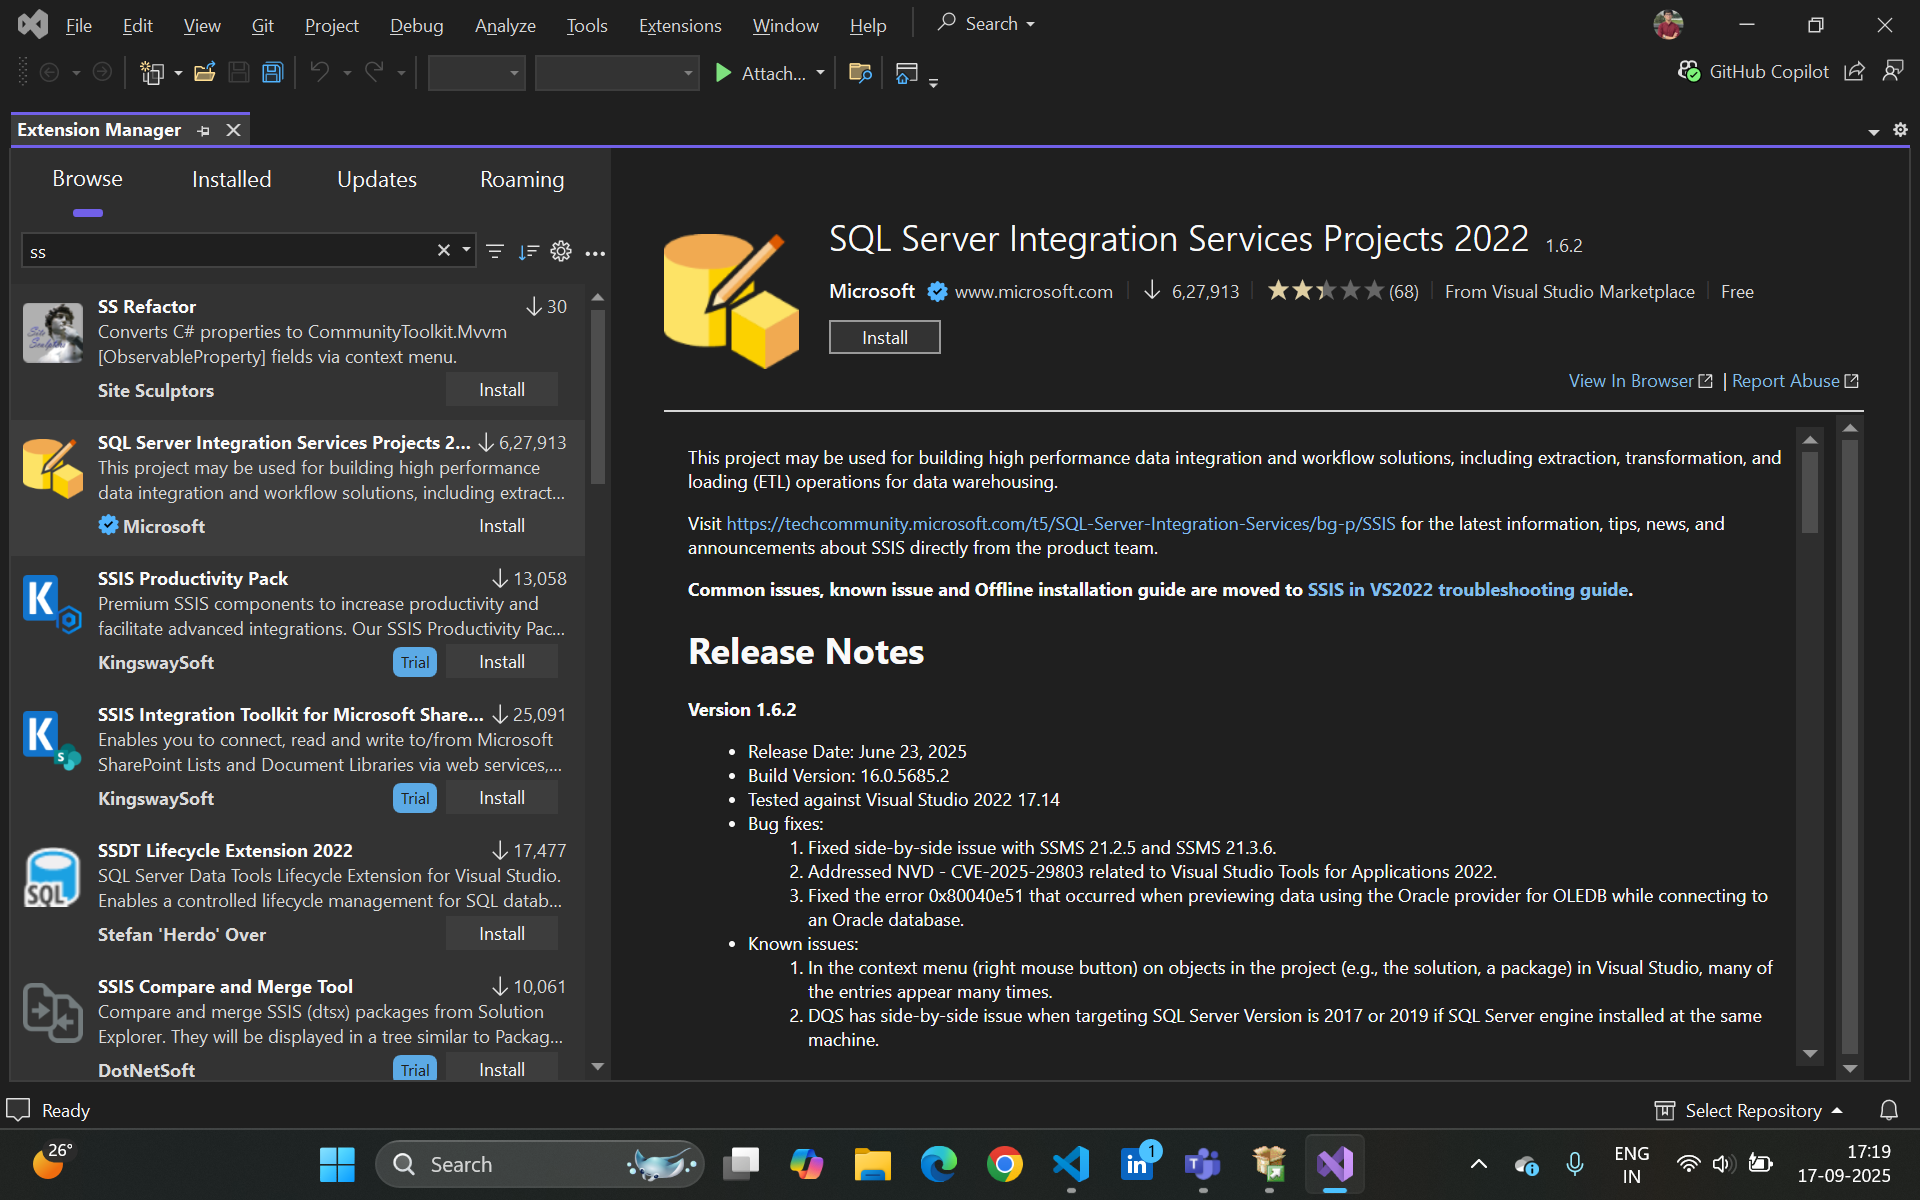 File Edit View Git Project Debug Analyze Tools Extensions Window Help Search
Attach... GitHub Copilot
Extension Manager
Browse Installed Updates Roaming
ss
SS Refactor 30
Converts C# properties to CommunityToolkit.Mvvm
[ObservableProperty] fields via context menu.
Site Sculptors Install
SQL Server Integration Services Projects 2... 6,27,913
This project may be used for building high performance
data integration and workflow solutions, including extract...
Microsoft Install
SSIS Productivity Pack 13,058
Premium SSIS components to increase productivity and
facilitate advanced integrations. Our SSIS Productivity Pac...
KingswaySoft Trial Install
SSIS Integration Toolkit for Microsoft Share... 25,091
Enables you to connect, read and write to/from Microsoft
SharePoint Lists and Document Libraries via web services,...
KingswaySoft Trial Install
SSDT Lifecycle Extension 2022 17,477
SQL Server Data Tools Lifecycle Extension for Visual Studio.
Enables a controlled lifecycle management for SQL datab...
SQL
Stefan 'Herdo' Over Install
SSIS Compare and Merge Tool 10,061
Compare and merge SSIS (dtsx) packages from Solution
Explorer. They will be displayed in a tree similar to Packag...
DotNetSoft Trial Install
SQL Server Integration Services Projects 2022 1.6.2
Microsoft www.microsoft.com 6,27,913 (68) From Visual Studio Marketplace Free
Install
View In Browser | Report Abuse
This project may be used for building high performance data integration and workflow solutions, including extraction, transformation, and
loading (ETL) operations for data warehousing.
Visit https://techcommunity.microsoft.com/t5/SQL-Server-Integration-Services/bg-p/SSIS for the latest information, tips, news, and
announcements about SSIS directly from the product team.
Common issues, known issue and Offline installation guide are moved to SSIS in VS2022 troubleshooting guide.
Release Notes
Version 1.6.2
• Release Date: June 23, 2025
• Build Version: 16.0.5685.2
• Tested against Visual Studio 2022 17.14
• Bug fixes:
1. Fixed side-by-side issue with SSMS 21.2.5 and SSMS 21.3.6.
2. Addressed NVD - CVE-2025-29803 related to Visual Studio Tools for Applications 2022.
3. Fixed the error 0x80040e51 that occurred when previewing data using the Oracle provider for OLEDB while connecting to
an Oracle database.
• Known issues:
1. In the context menu (right mouse button) on objects in the project (e.g., the solution, a package) in Visual Studio, many of
the entries appear many times.
2. DQS has side-by-side issue when targeting SQL Server Version is 2017 or 2019 if SQL Server engine installed at the same
machine.
Ready Select Repository
26° Search 1 ENG 17:19
IN 17-09-2025